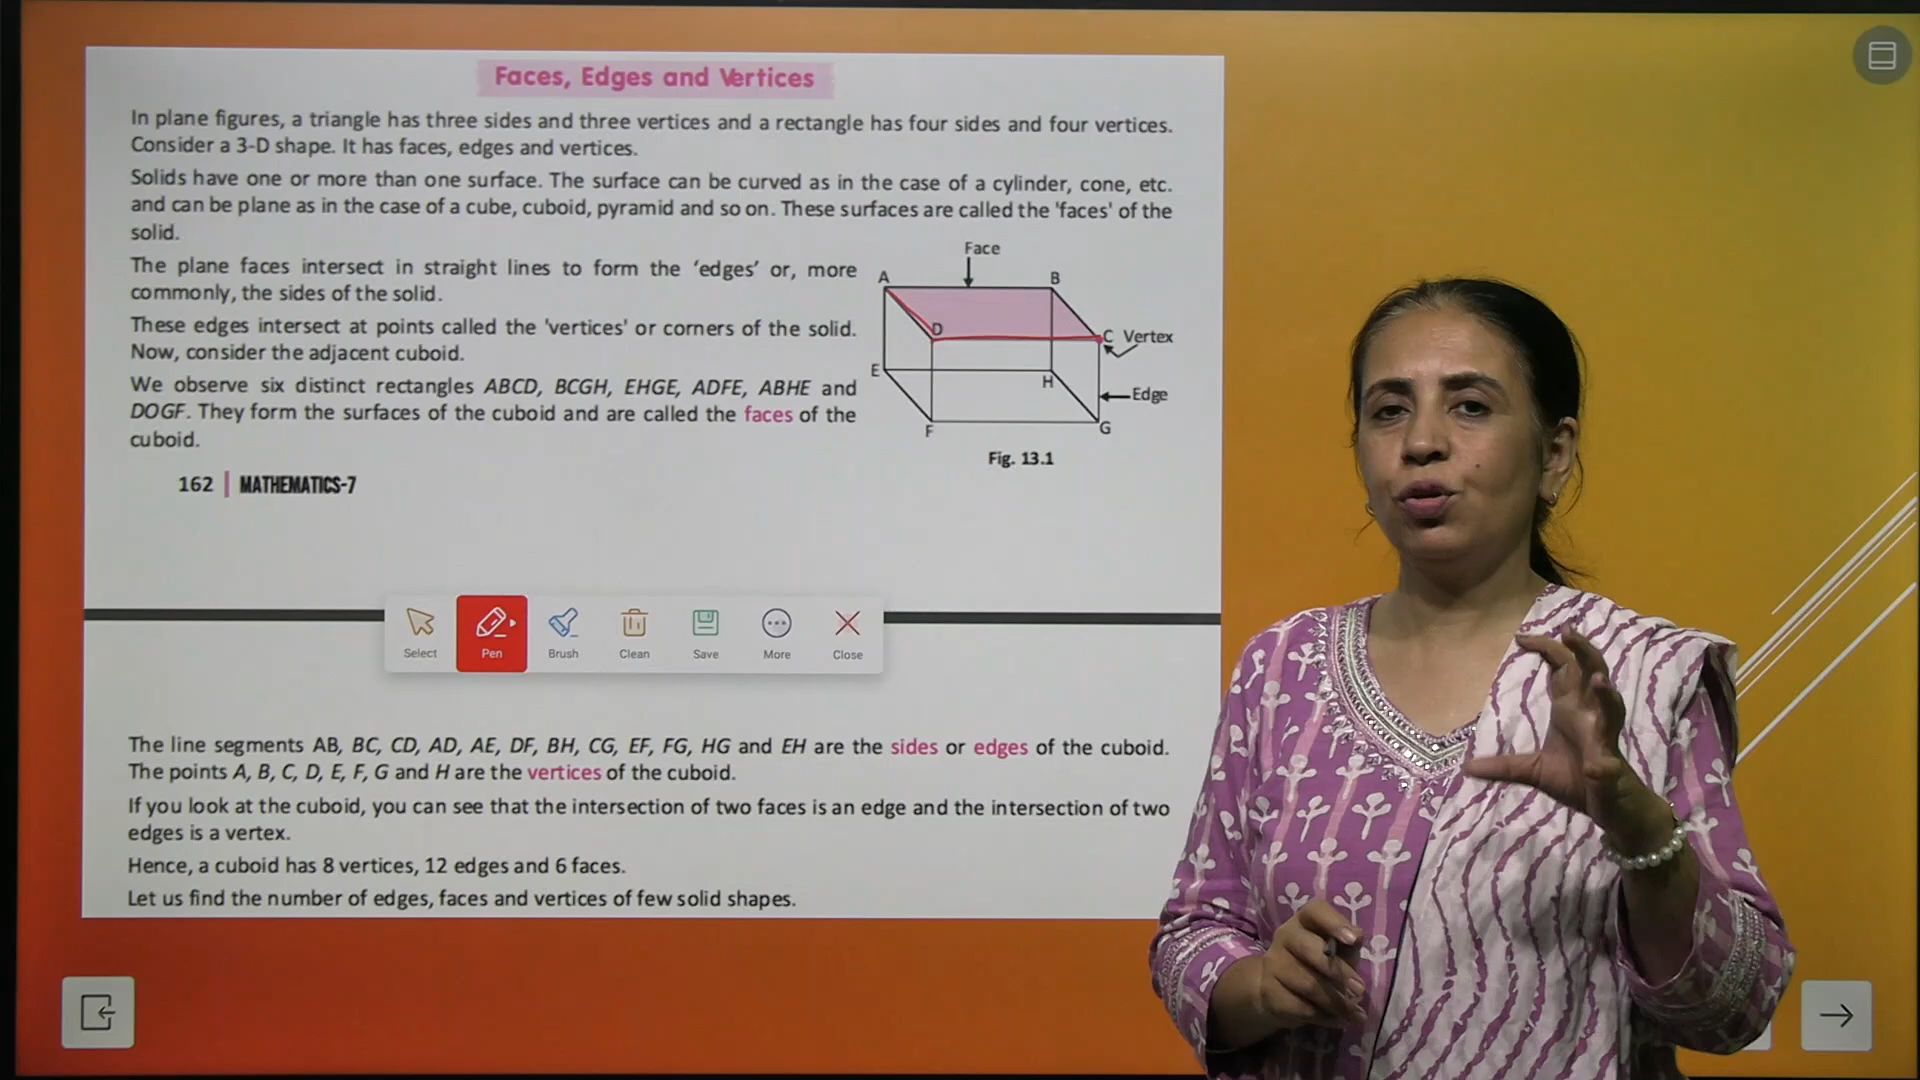 Faces, Edges and Vertices
In plane figures, a triangle has three sides and three vertices and a rectangle has four sides and four vertices.
Consider a 3-D shape. It has faces, edges and vertices.
Solids have one or more than one surface. The surface can be curved as in the case of a cylinder, cone, etc.
and can be plane as in the case of a cube, cuboid, pyramid and so on. These surfaces are called the 'faces' of the
solid.
The plane faces intersect in straight lines to form the ‘edges’ or, more
commonly, the sides of the solid.
These edges intersect at points called the 'vertices' or corners of the solid.
Now, consider the adjacent cuboid.
We observe six distinct rectangles ABCD, BCGH, EHGE, ADFE, ABHE and
DOGF. They form the surfaces of the cuboid and are called the faces of the
cuboid.
Face
A
B
D
C Vertex
E
H
Edge
F
G
Fig. 13.1
162 | MATHEMATICS-7
Select
Pen
Brush
Clean
Save
More
Close
The line segments AB, BC, CD, AD, AE, DF, BH, CG, EF, FG, HG and EH are the sides or edges of the cuboid.
The points A, B, C, D, E, F, G and H are the vertices of the cuboid.
If you look at the cuboid, you can see that the intersection of two faces is an edge and the intersection of two
edges is a vertex.
Hence, a cuboid has 8 vertices, 12 edges and 6 faces.
Let us find the number of edges, faces and vertices of few solid shapes.